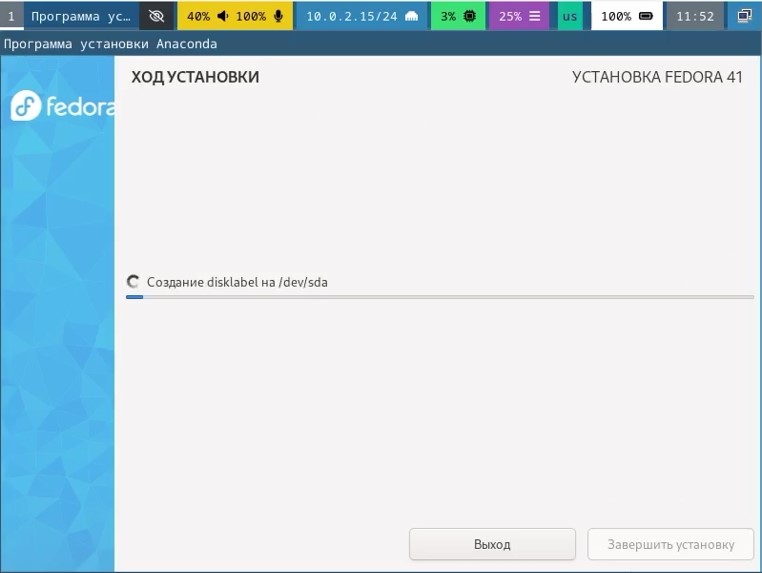 1 Программа ус… 40% 100% 10.0.2.15/24 3% 25% us 100% 11:52
Программа установки Anaconda
ХОД УСТАНОВКИ УСТАНОВКА FEDORA 41
fedora
Создание disklabel на /dev/sda
Выход Завершить установку